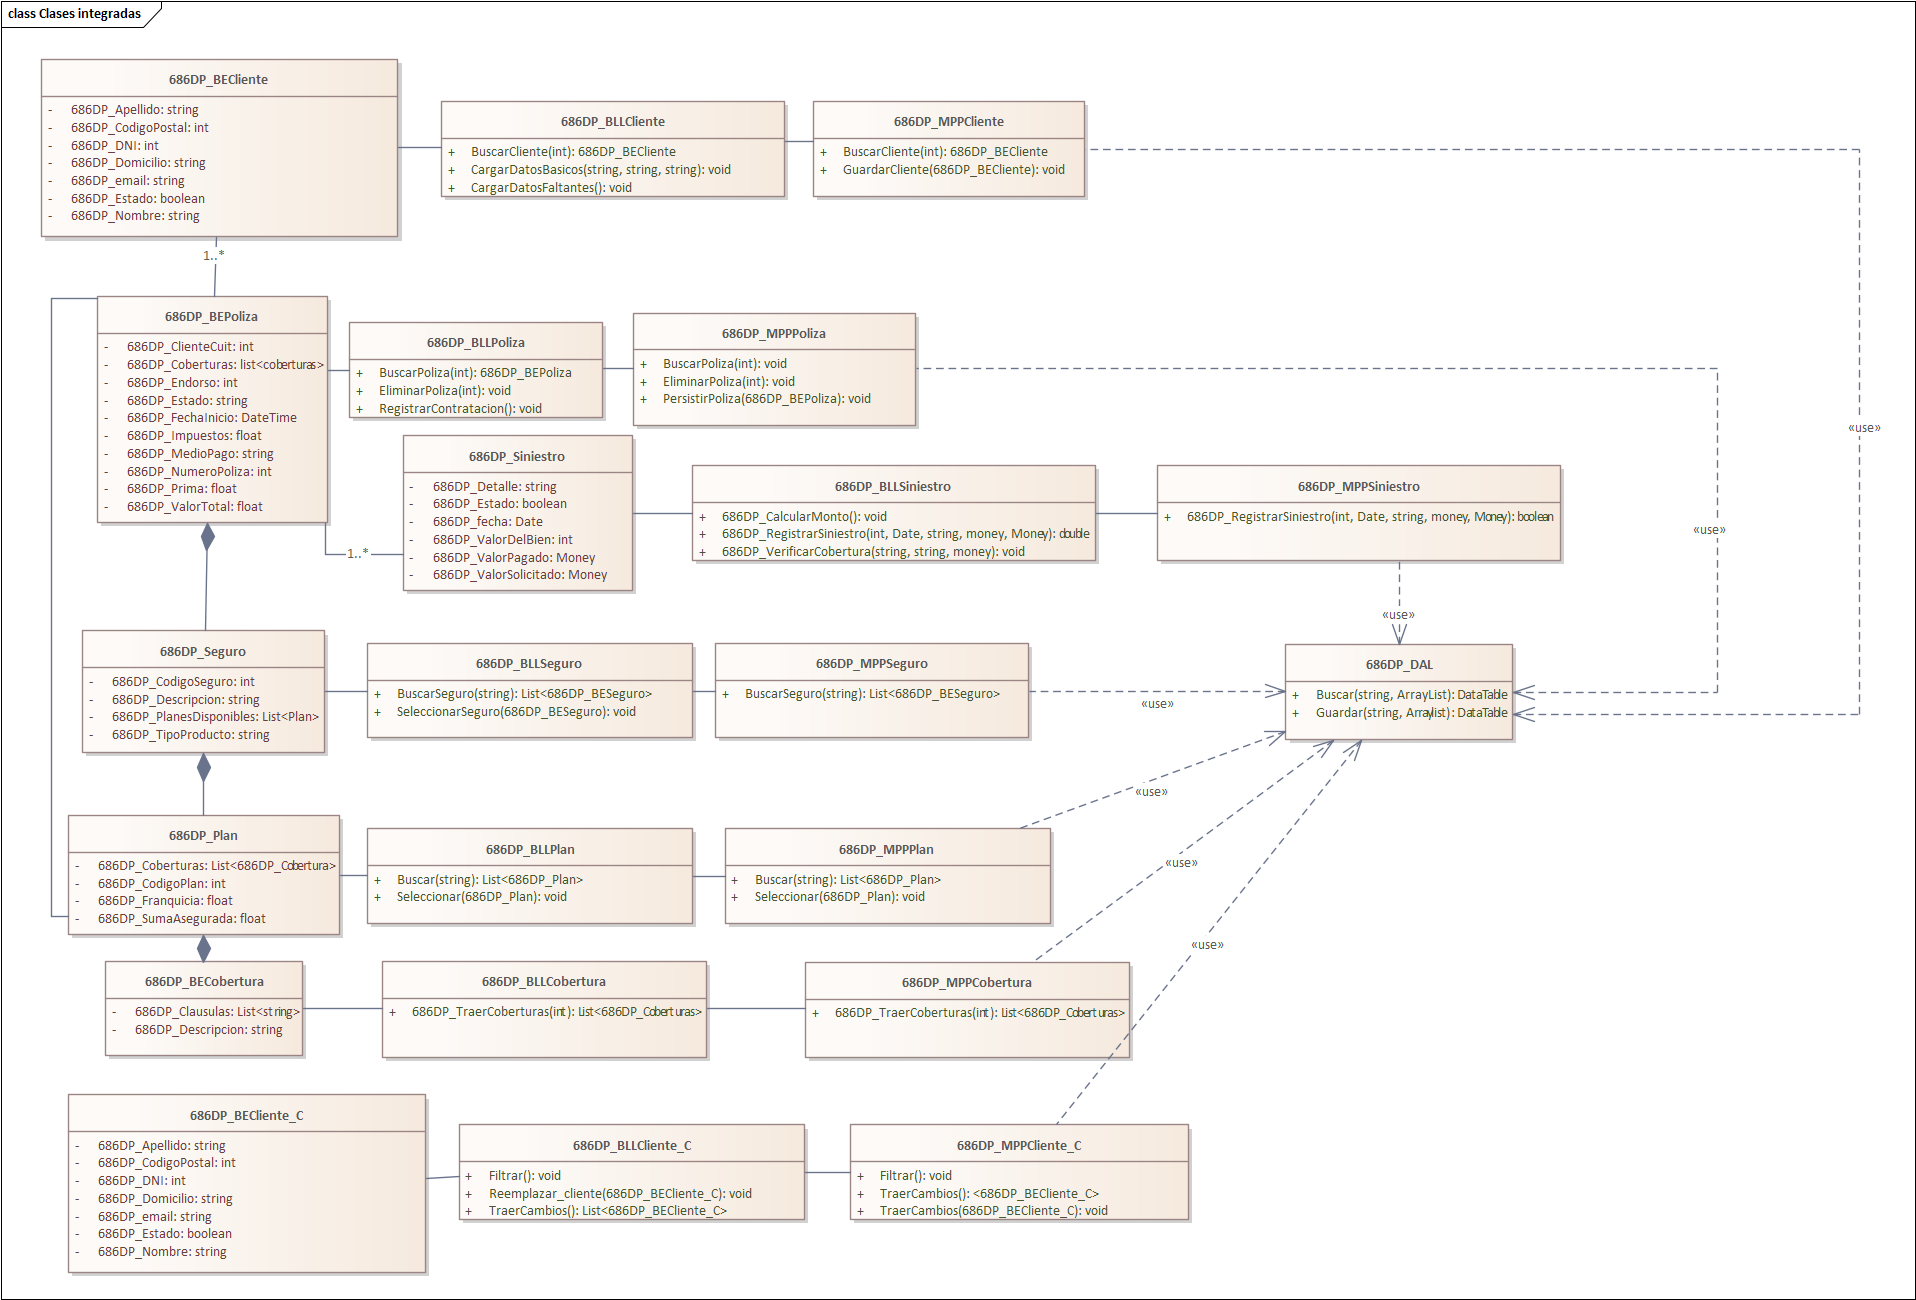 class Clases integradas
686DP_BECliente
- 686DP_Apellido: string
- 686DP_CodigoPostal: int
- 686DP_DNI: int
- 686DP_Domicilio: string
- 686DP_email: string
- 686DP_Estado: boolean
- 686DP_Nombre: string
686DP_BLLCliente
+ BuscarCliente(int): 686DP_BECliente
+ CargarDatosBasicos(string, string, string): void
+ CargarDatosFaltantes(): void
686DP_MPPCliente
+ BuscarCliente(int): 686DP_BECliente
+ GuardarCliente(686DP_BECliente): void
1..*
686DP_BEPoliza
- 686DP_ClienteCuit: int
- 686DP_Coberturas: list<coberturas>
- 686DP_Endorso: int
- 686DP_Estado: string
- 686DP_FechaInicio: DateTime
- 686DP_Impuestos: float
- 686DP_MedioPago: string
- 686DP_NumeroPoliza: int
- 686DP_Prima: float
- 686DP_ValorTotal: float
686DP_BLLPoliza
+ BuscarPoliza(int): 686DP_BEPoliza
+ EliminarPoliza(int): void
+ RegistrarContratacion(): void
686DP_MPPPoliza
+ BuscarPoliza(int): void
+ EliminarPoliza(int): void
+ PersistirPoliza(686DP_BEPoliza): void
«use»
«use»
1..*
686DP_Siniestro
- 686DP_Detalle: string
- 686DP_Estado: boolean
- 686DP_fecha: Date
- 686DP_ValorDelBien: int
- 686DP_ValorPagado: Money
- 686DP_ValorSolicitado: Money
686DP_BLLSiniestro
+ 686DP_CalcularMonto(): void
+ 686DP_RegistrarSiniestro(int, Date, string, money, Money): double
+ 686DP_VerificarCobertura(string, string, money): void
686DP_MPPSiniestro
+ 686DP_RegistrarSiniestro(int, Date, string, money, Money): boolean
«use»
686DP_Seguro
- 686DP_CodigoSeguro: int
- 686DP_Descripcion: string
- 686DP_PlanesDisponibles: List<Plan>
- 686DP_TipoProducto: string
686DP_BLLSeguro
+ BuscarSeguro(string): List<686DP_BESeguro>
+ SeleccionarSeguro(686DP_BESeguro): void
686DP_MPPSeguro
+ BuscarSeguro(string): List<686DP_BESeguro>
«use»
686DP_DAL
+ Buscar(string, ArrayList): DataTable
+ Guardar(string, Arraylist): DataTable
«use»
686DP_Plan
- 686DP_Coberturas: List<686DP_Cobertura>
- 686DP_CodigoPlan: int
- 686DP_Franquicia: float
- 686DP_SumaAsegurada: float
686DP_BLLPlan
+ Buscar(string): List<686DP_Plan>
+ Seleccionar(686DP_Plan): void
686DP_MPPPlan
+ Buscar(string): List<686DP_Plan>
+ Seleccionar(686DP_Plan): void
«use»
«use»
686DP_BECobertura
- 686DP_Clausulas: List<string>
- 686DP_Descripcion: string
686DP_BLLCobertura
+ 686DP_TraerCoberturas(int): List<686DP_Coberturas>
686DP_MPPCobertura
+ 686DP_TraerCoberturas(int): List<686DP_Coberturas>
686DP_BECliente_C
- 686DP_Apellido: string
- 686DP_CodigoPostal: int
- 686DP_DNI: int
- 686DP_Domicilio: string
- 686DP_email: string
- 686DP_Estado: boolean
- 686DP_Nombre: string
686DP_BLLCliente_C
+ Filtrar(): void
+ Reemplazar_cliente(686DP_BECliente_C): void
+ TraerCambios(): List<686DP_BECliente_C>
686DP_MPPCliente_C
+ Filtrar(): void
+ TraerCambios(): <686DP_BECliente_C>
+ TraerCambios(686DP_BECliente_C): void